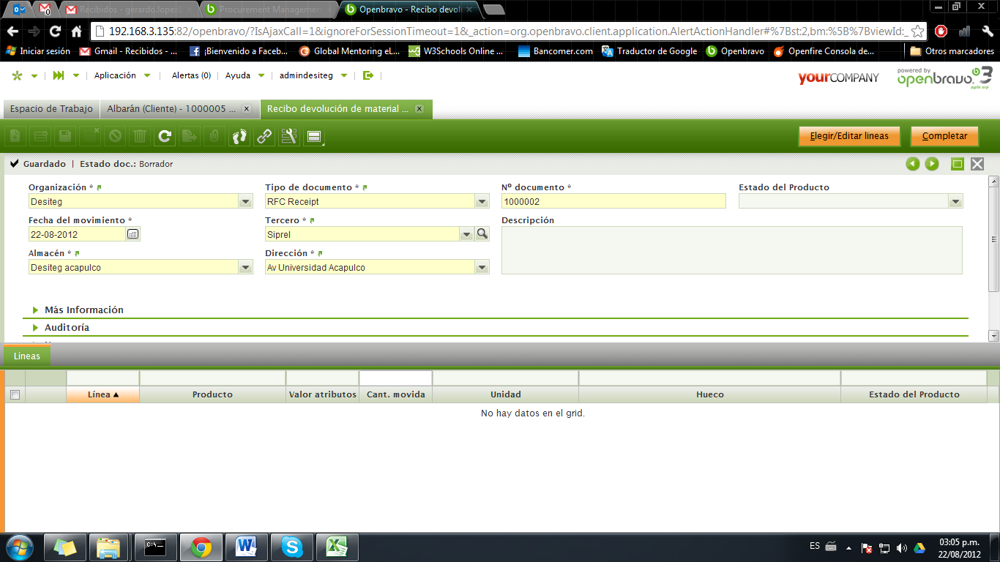 Recibidos - gerardo.lopez
Procurement Management
Openbravo - Recibo devolu
192.168.3.135:82/openbravo/?IsAjaxCall=1&ignoreForSessionTimeout=1&_action=org.openbravo.client.application.AlertActionHandler#%7Bst:2,bm:%5B%7BviewId:_
Iniciar sesión
Gmail - Recibidos - ...
¡Bienvenido a Faceb...
Global Mentoring eL...
W3Schools Online ...
Bancomer.com
Traductor de Google
Openbravo
Openfire Consola de...
Otros marcadores
Aplicación
Alertas (0)
Ayuda
admindesiteg
yourCOMPANY
powered by
openbravo 3
agile erp
Espacio de Trabajo
Albarán (Cliente) - 1000005 ...
Recibo devolución de material ...
Elegir/Editar lineas
Completar
Guardado | Estado doc.: Borrador
Organización *
Tipo de documento *
Nº documento *
Estado del Producto
Desiteg
RFC Receipt
1000002
Fecha del movimiento *
Tercero *
Descripción
22-08-2012
Siprel
Almacén *
Dirección *
Desiteg acapulco
Av Universidad Acapulco
Más Información
Auditoría
Lineas
Línea
Producto
Valor atributos
Cant. movida
Unidad
Hueco
Estado del Producto
No hay datos en el grid.
ES
03:05 p.m.
22/08/2012